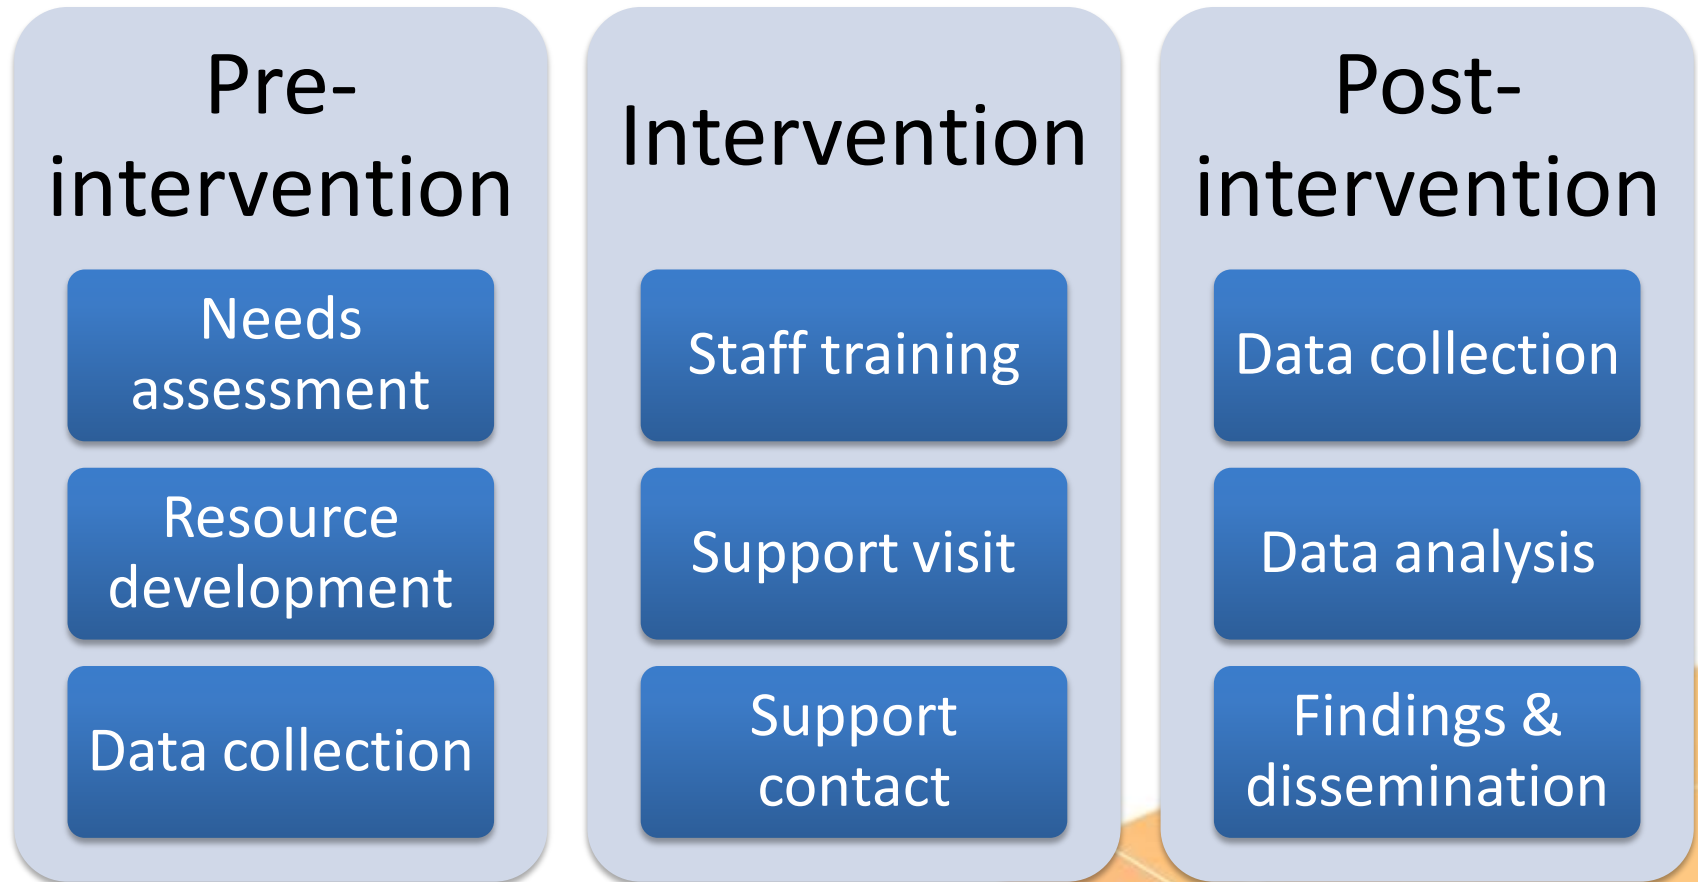 Pre-
intervention
Needs
assessment
Resource
development
Data collection
Intervention
Staff training
Support visit
Support
contact
Post-
intervention
Data collection
Data analysis
Findings &
dissemination